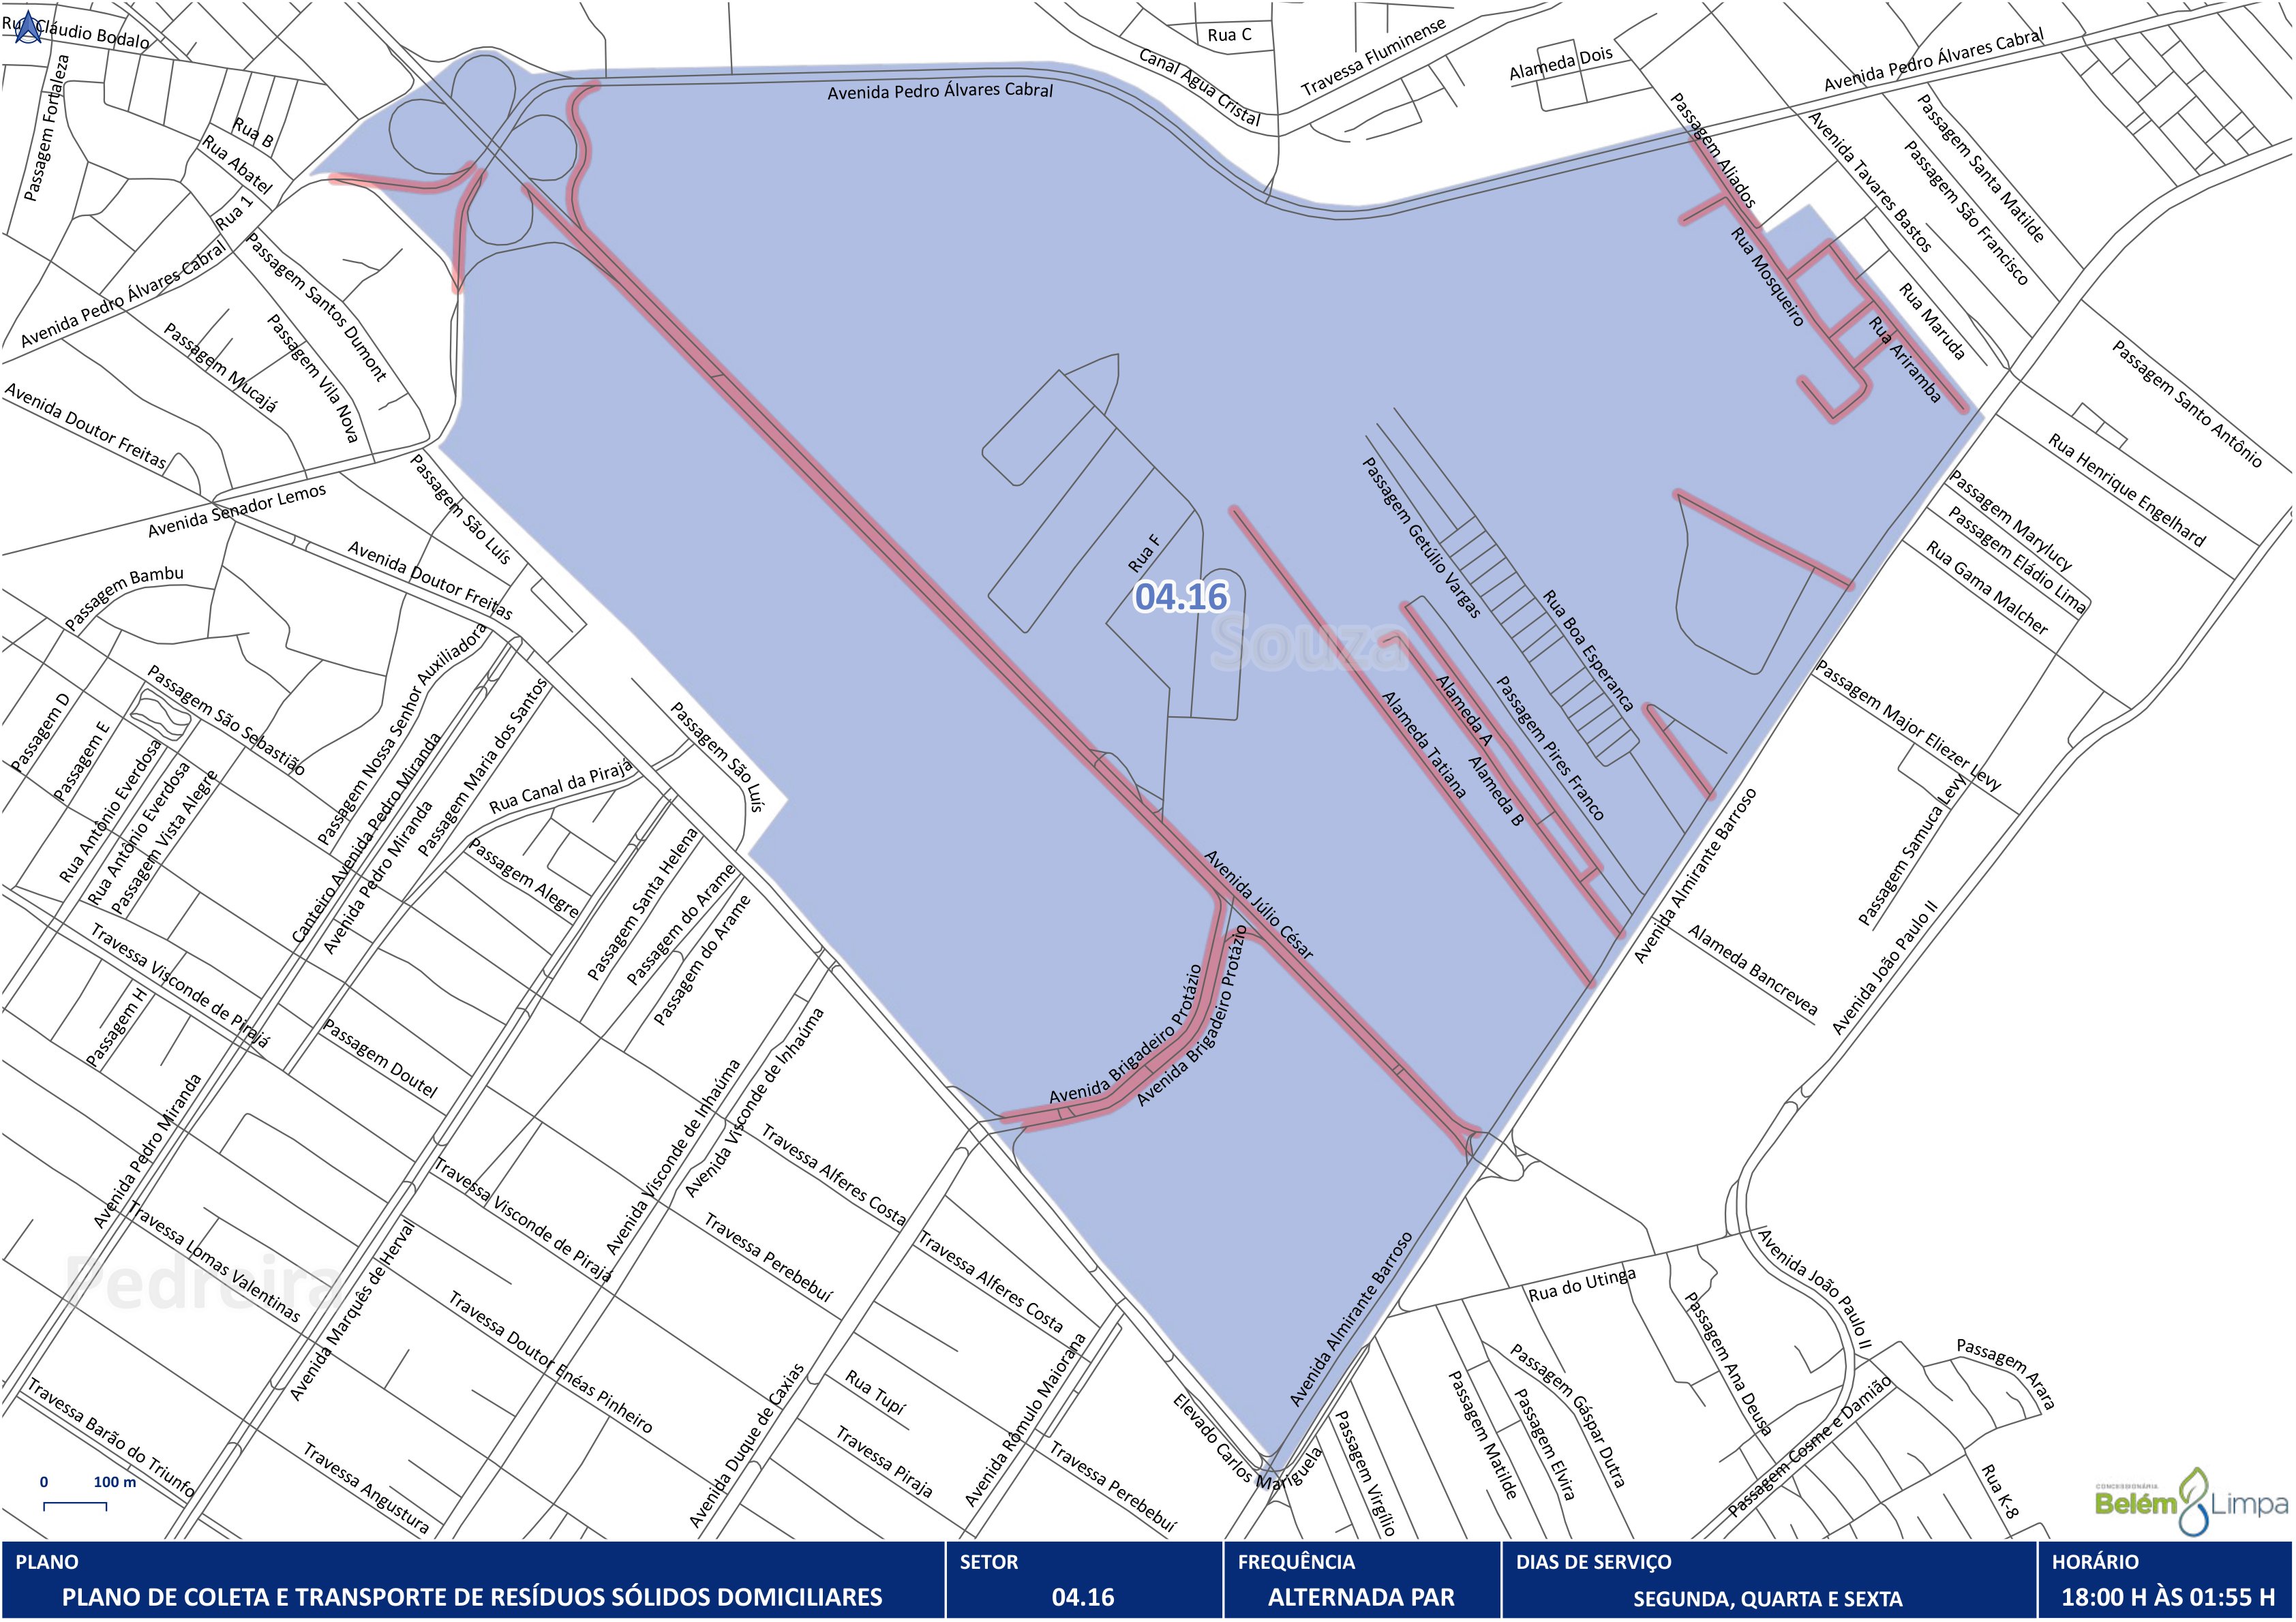 Rua Cláudio Bodalo
Passagem Fortaleza
Rua B
Rua Abatel
Rua 1
Avenida Pedro Álvares Cabral
Passagem Santos Dumont
Passagem Vila Nova
Passagem Mucajá
Avenida Doutor Freitas
Avenida Senador Lemos
Avenida Pedro Álvares Cabral
Canal Água Cristal
Rua C
Travessa Fluminense
Alameda Dois
Avenida Pedro Álvares Cabral
Passagem Aliados
Avenida Tavares Bastos
Passagem Santa Matilde
Passagem São Francisco
Rua Mosqueiro
Rua Maruda
Rua Ariramba
Passagem Santo Antônio
Rua Henrique Engelhard
Passagem Marylucy
Passagem Eládio Lima
Rua Gama Malcher
Passagem São Luís
Avenida Doutor Freitas
Passagem Bambu
Passagem Nossa Senhor Auxiliadora
Passagem São Sebastião
Passagem D
Passagem E
Rua Antônio Everdosa
Rua Antônio Everdosa
Passagem Vista Alegre
Canteiro Avenida Pedro Miranda
Avenida Pedro Miranda
Passagem Maria dos Santos
Rua Canal da Pirajá
Passagem São Luís
Passagem Alegre
Passagem Santa Helena
Passagem do Arame
Passagem do Arame
Rua F
04.16
Souza
Passagem Getúlio Vargas
Rua Boa Esperança
Alameda A
Passagem Pires Franco
Alameda Tatiana
Alameda B
Passagem Major Eliezer Levy
Passagem Samuca Levy
Avenida Almirante Barroso
Alameda Bancrevea
Avenida João Paulo II
Avenida Júlio César
Avenida Brigadeiro Protázio
Avenida Brigadeiro Protázio
Travessa Visconde de Pirajá
Passagem H
Passagem Doutel
Avenida Pedro Miranda
Avenida Visconde de Inhaúma
Avenida Visconde de Inhaúma
Travessa Alferes Costa
Travessa Visconde de Pirajá
Travessa Lomas Valentinas
Pedreira
Avenida Marquês de Herval
Travessa Perebebuí
Travessa Alferes Costa
Travessa Doutor Enéas Pinheiro
Travessa Barão do Triunfo
Travessa Angustura
Avenida Duque de Caxias
Rua Tupí
Travessa Piraja
Avenida Rômulo Maiorana
Travessa Perebebuí
Elevado Carlos Mariguela
Avenida Almirante Barroso
Passagem Virgílio
Rua do Utinga
Passagem Matilde
Passagem Elvira
Passagem Gáspar Dutra
Passagem Ana Deusa
Avenida João Paulo II
Passagem Cosme e Damião
Passagem Arara
Rua K-8
0 100 m
CONCESSIONÁRIA
Belém Limpa
PLANO
PLANO DE COLETA E TRANSPORTE DE RESÍDUOS SÓLIDOS DOMICILIARES
SETOR
04.16
FREQUÊNCIA
ALTERNADA PAR
DIAS DE SERVIÇO
SEGUNDA, QUARTA E SEXTA
HORÁRIO
18:00 H ÀS 01:55 H